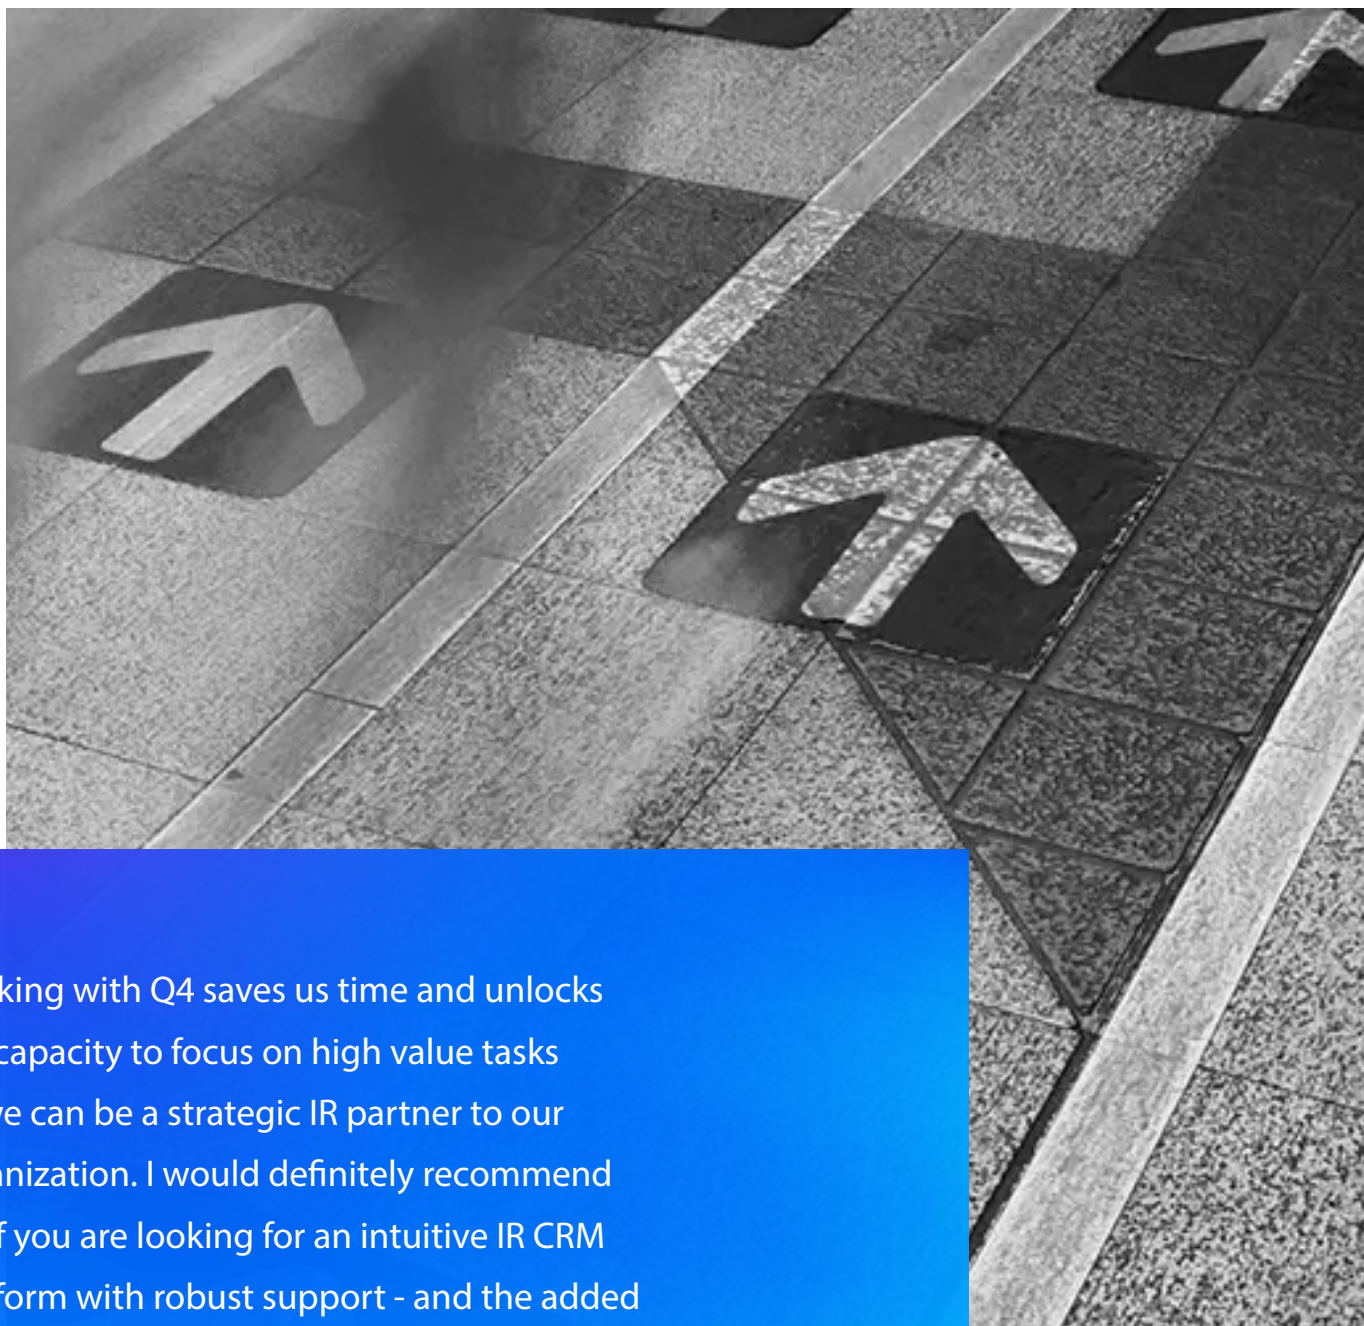 king with Q4 saves us time and unlocks
capacity to focus on high value tasks
can be a strategic IR partner to our
I would definitely recommend
you are looking for an intuitive IR CRM
form with robust support - and the added